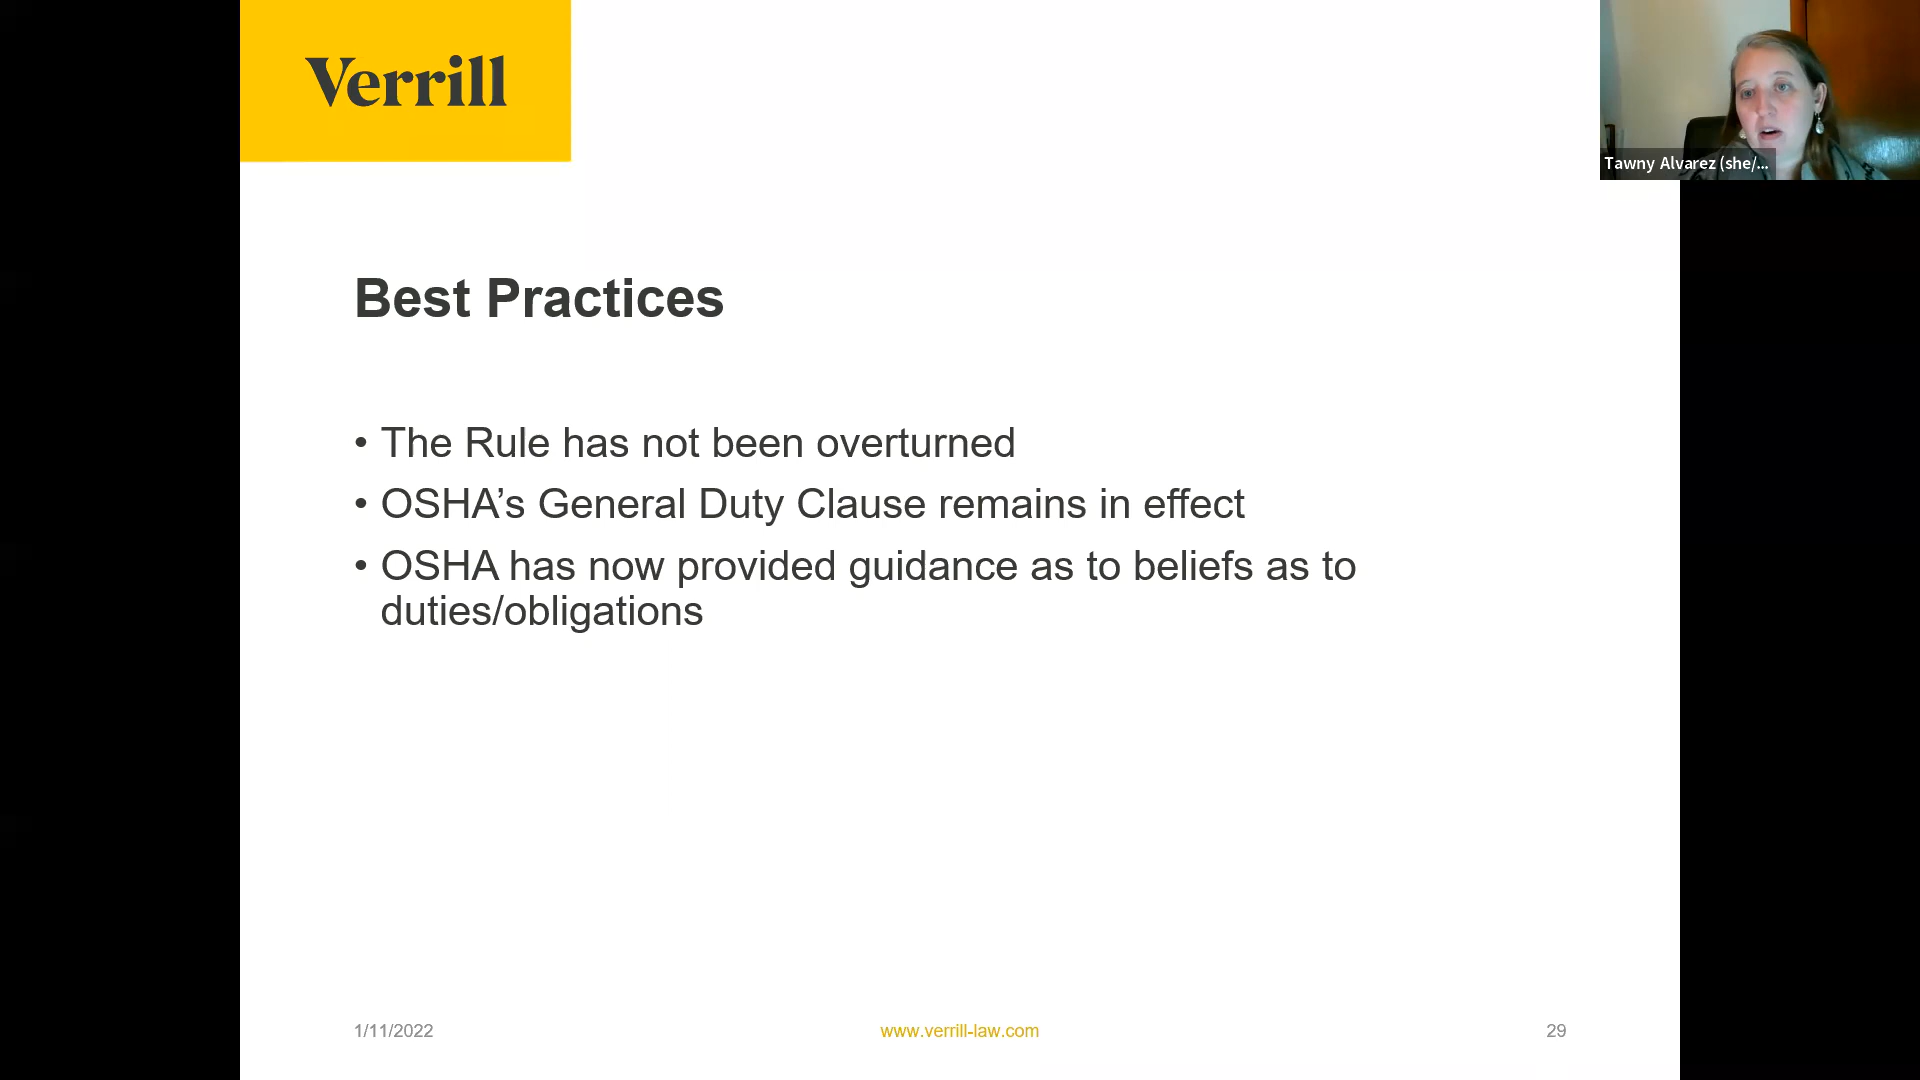 Verrill
Tawny Alvarez (she/...
Best Practices
• The Rule has not been overturned
• OSHA’s General Duty Clause remains in effect
• OSHA has now provided guidance as to beliefs as to
duties/obligations
1/11/2022
www.verrill-law.com
29